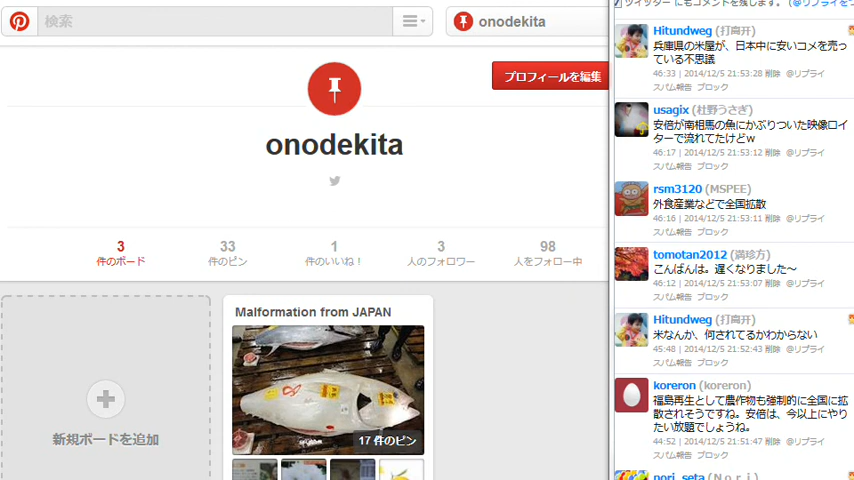 検索
onodekita
プロフィールを編集
onodekita
3
件のボード
33
件のピン
1
件のいいね！
3
人のフォロワー
98
人をフォロー中
新規ボードを追加
Malformation from JAPAN
17 件のピン
ツイッター にもコメントを残します。(@リプライをつ
Hitundweg (打鳶开)
兵庫県の米屋が、日本中に安いコメを売っ
ている不思議
46:33 | 2014/12/5 21:53:28 削除 @リプライ
スパム報告 ブロック
usagix (杜野うさぎ)
安倍が南相馬の魚にかぶりついた映像ロイ
ターで流れてたけどｗ
46:17 | 2014/12/5 21:53:12 削除 @リプライ
スパム報告 ブロック
rsm3120 (MSPEE)
外食産業などで全国拡散
46:16 | 2014/12/5 21:53:11 削除 @リプライ
スパム報告 ブロック
tomotan2012 (満珍方)
こんばんは。遅くなりました～
46:12 | 2014/12/5 21:53:07 削除 @リプライ
スパム報告 ブロック
Hitundweg
米なんか、何されてるかわからない
45:48 | 2014/12/5 21:52:43 削除 @リプライ
スパム報告 ブロック
koreron (koreron)
福島再生として農作物も強制的に全国に拡
散されそうですね。安倍は、今以上にやり
たい放題でしょうね。
44:52 | 2014/12/5 21:51:47 削除 @リプライ
スパム報告 ブロック
nori_seta (Ｎｏｒｉ)